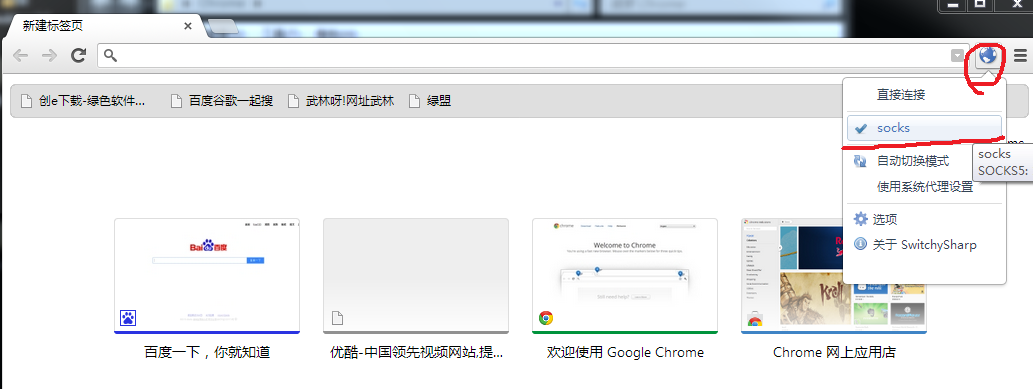 新建标签页
创e下载-绿色软件...
百度谷歌一起搜
武林呀!网址武林
绿盟
直接连接
socks
自动切换模式
使用系统代理设置
选项
关于 SwitchySharp
socks
SOCKS5:
Bai 百度
Welcome to Chrome
百度一下，你就知道
优酷-中国领先视频网站,提...
欢迎使用 Google Chrome
Chrome 网上应用店